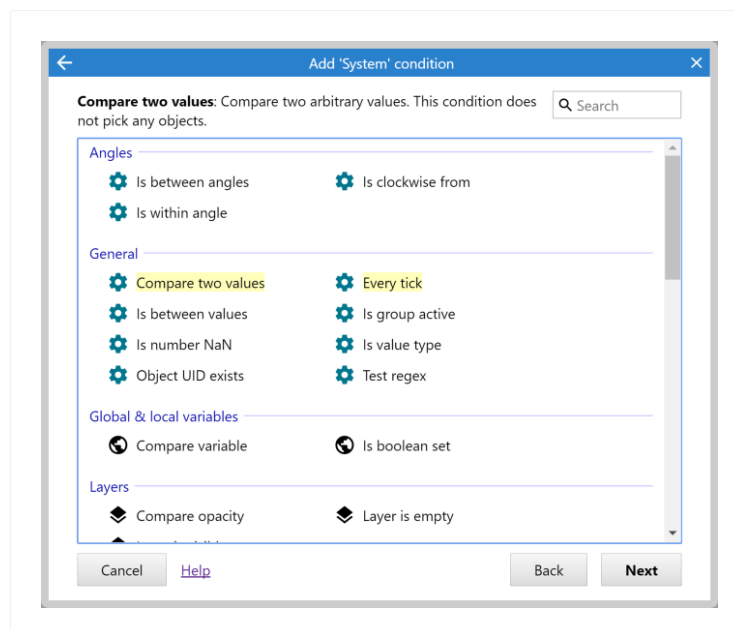 Add 'System' condition
Compare two values: Compare two arbitrary values. This condition does
not pick any objects.
Search
Angles
Is between angles
Is clockwise from
Is within angle
General
Compare two values
Every tick
Is between values
Is group active
Is number NaN
Is value type
Object UID exists
Test regex
Global & local variables
Compare variable
Is boolean set
Layers
Compare opacity
Layer is empty
Cancel
Help
Back
Next